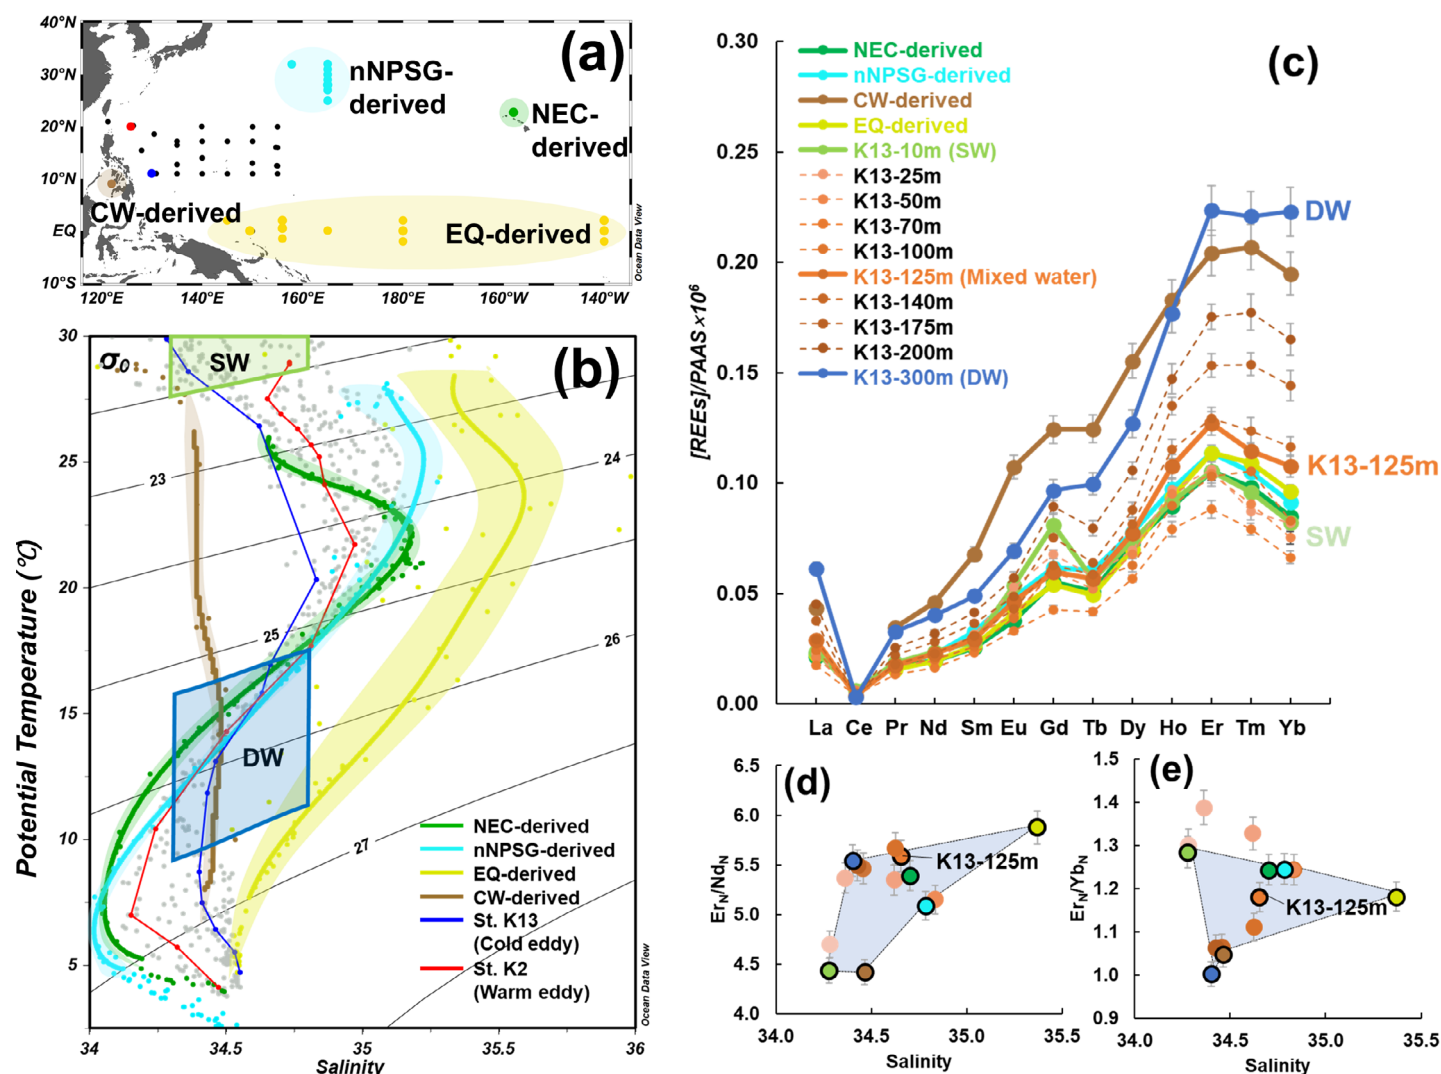 40°N
30°N
20°N
10°N
EQ
10°S
120°E
140°E
160°E
180°E
160°W
140°W
(a)
nNPSG-
derived
NEC-
derived
CW-derived
EQ-derived
Ocean Data View
30
25
20
15
10
5
Potential Temperature (℃)
σ0
SW
(b)
23
24
25
26
27
DW
NEC-derived
nNPSG-derived
EQ-derived
CW-derived
St. K13
(Cold eddy)
St. K2
(Warm eddy)
Ocean Data View
34
34.5
35
35.5
36
Salinity
0.30
0.25
0.20
0.15
0.10
0.05
0.00
[REEs]/PAAS×10⁶
(c)
NEC-derived
nNPSG-derived
CW-derived
EQ-derived
K13-10m (SW)
K13-25m
K13-50m
K13-70m
K13-100m
K13-125m (Mixed water)
K13-140m
K13-175m
K13-200m
K13-300m (DW)
DW
K13-125m
SW
La Ce Pr Nd Sm Eu Gd Tb Dy Ho Er Tm Yb
6.5
6.0
5.5
5.0
4.5
4.0
ErN/NdN
(d)
K13-125m
34.0
34.5
35.0
35.5
Salinity
1.5
1.4
1.3
1.2
1.1
1.0
0.9
ErN/YbN
(e)
K13-125m
34.0
34.5
35.0
35.5
Salinity